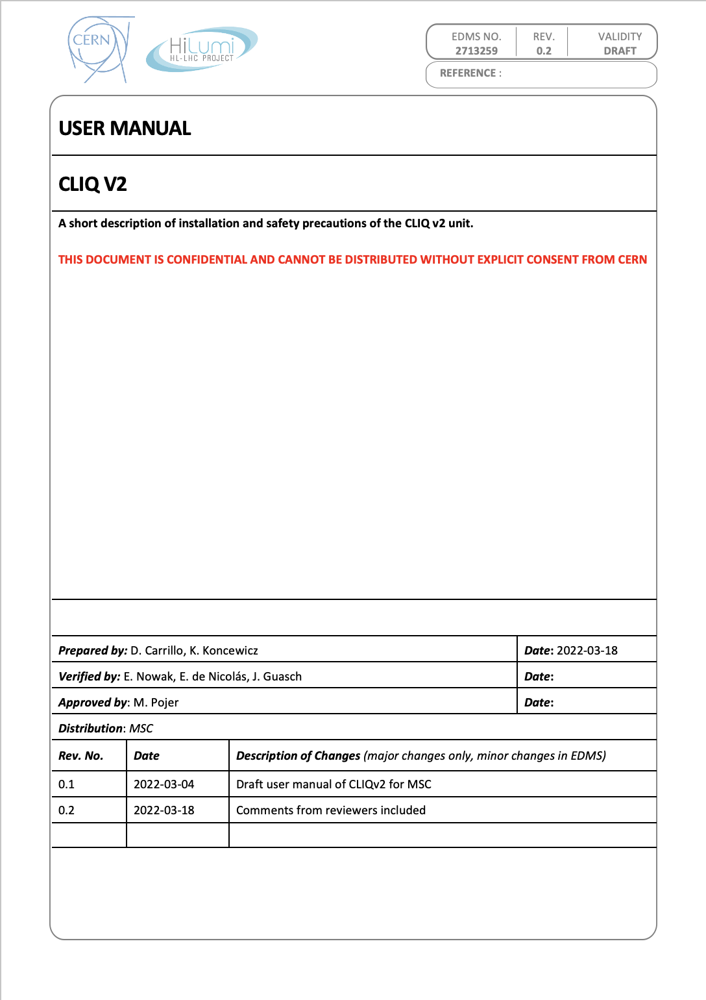 CERN
HiLumi
HL-LHC PROJECT
EDMS NO. REV. VALIDITY
2713259 0.2 DRAFT
REFERENCE :
USER MANUAL
CLIQ V2
A short description of installation and safety precautions of the CLIQ v2 unit.
THIS DOCUMENT IS CONFIDENTIAL AND CANNOT BE DISTRIBUTED WITHOUT EXPLICIT CONSENT FROM CERN
Prepared by: D. Carrillo, K. Koncewicz Date: 2022-03-18
Verified by: E. Nowak, E. de Nicolás, J. Guasch Date:
Approved by: M. Pojer Date:
Distribution: MSC
Rev. No. Date Description of Changes (major changes only, minor changes in EDMS)
0.1 2022-03-04 Draft user manual of CLIQv2 for MSC
0.2 2022-03-18 Comments from reviewers included